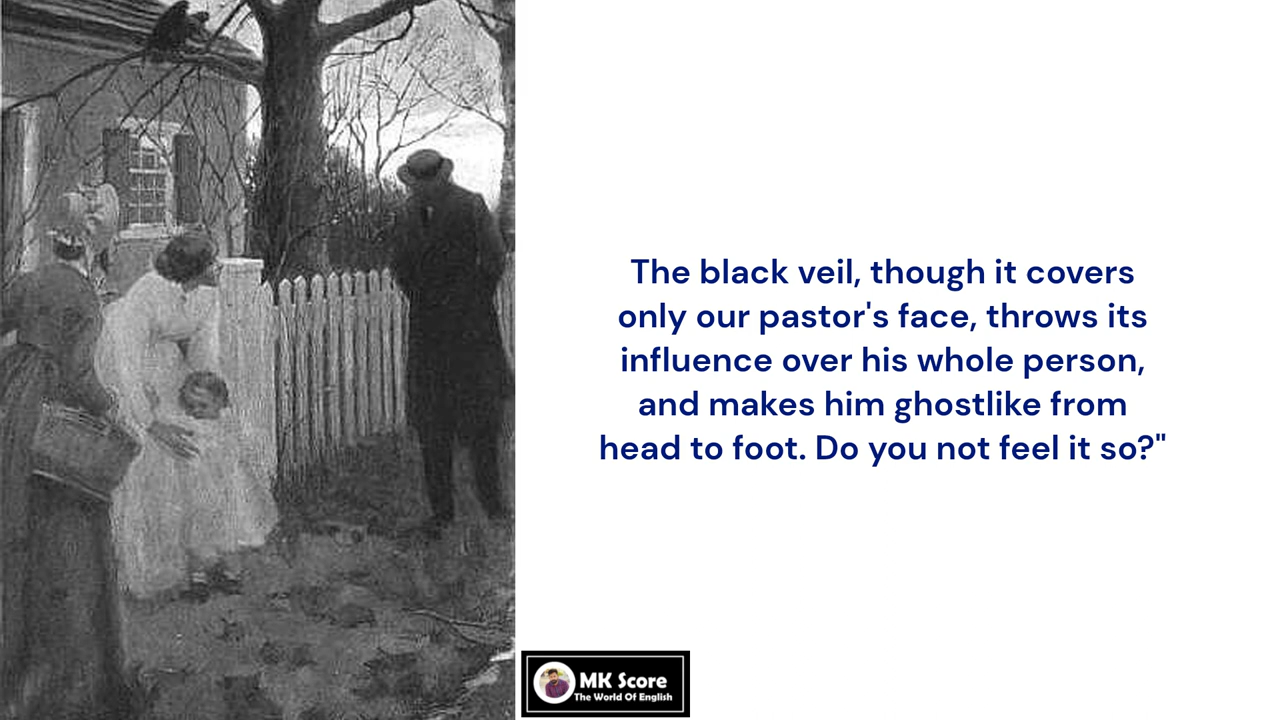 The black veil, though it covers
only our pastor's face, throws its
influence over his whole person,
and makes him ghostlike from
head to foot. Do you not feel it so?"
MK Score
The World Of English